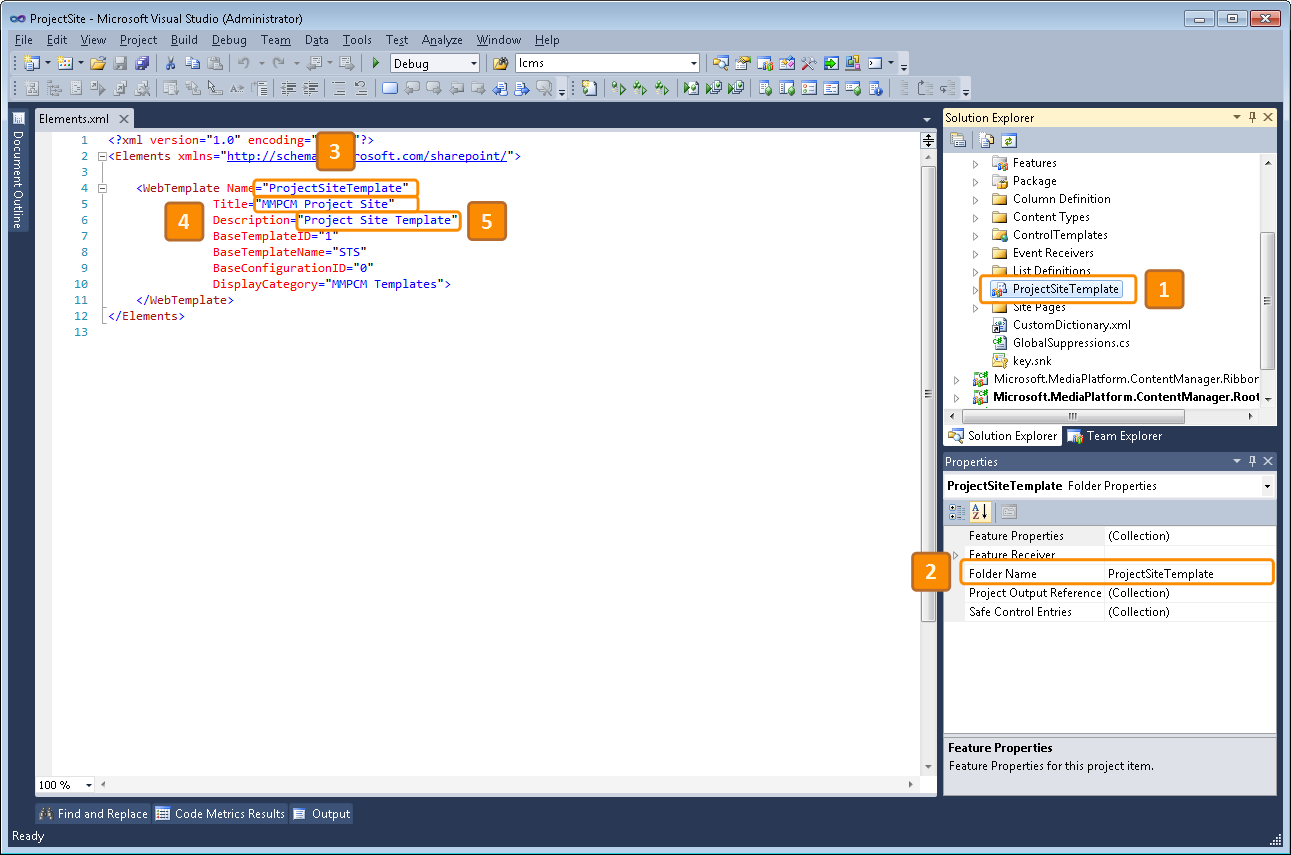 ProjectSite - Microsoft Visual Studio (Administrator)
File Edit View Project Build Debug Team Data Tools Test Analyze Window Help
Debug lcms
Document Outline
Elements.xml
1 <?xml version="1.0" encoding=" "?>
2 <Elements xmlns="http://schema rosoft.com/sharepoint/">
3
4 <WebTemplate Name="ProjectSiteTemplate"
5 Title="MMPCM Project Site"
6 Description="Project Site Template"
7 BaseTemplateID="1"
8 BaseTemplateName="STS"
9 BaseConfigurationID="0"
10 DisplayCategory="MMPCM Templates">
11 </WebTemplate>
12 </Elements>
13
3
4
5
100 %
Solution Explorer
Features
Package
Column Definition
Content Types
ControlTemplates
Event Receivers
List Definitions
ProjectSiteTemplate
1
Site Pages
CustomDictionary.xml
GlobalSuppressions.cs
key.snk
Microsoft.MediaPlatform.ContentManager.Ribbon
Microsoft.MediaPlatform.ContentManager.Root
Solution Explorer Team Explorer
Properties
ProjectSiteTemplate Folder Properties
Feature Properties (Collection)
Feature Receiver
2
Folder Name ProjectSiteTemplate
Project Output Reference (Collection)
Safe Control Entries (Collection)
Feature Properties
Feature Properties for this project item.
Find and Replace Code Metrics Results Output
Ready